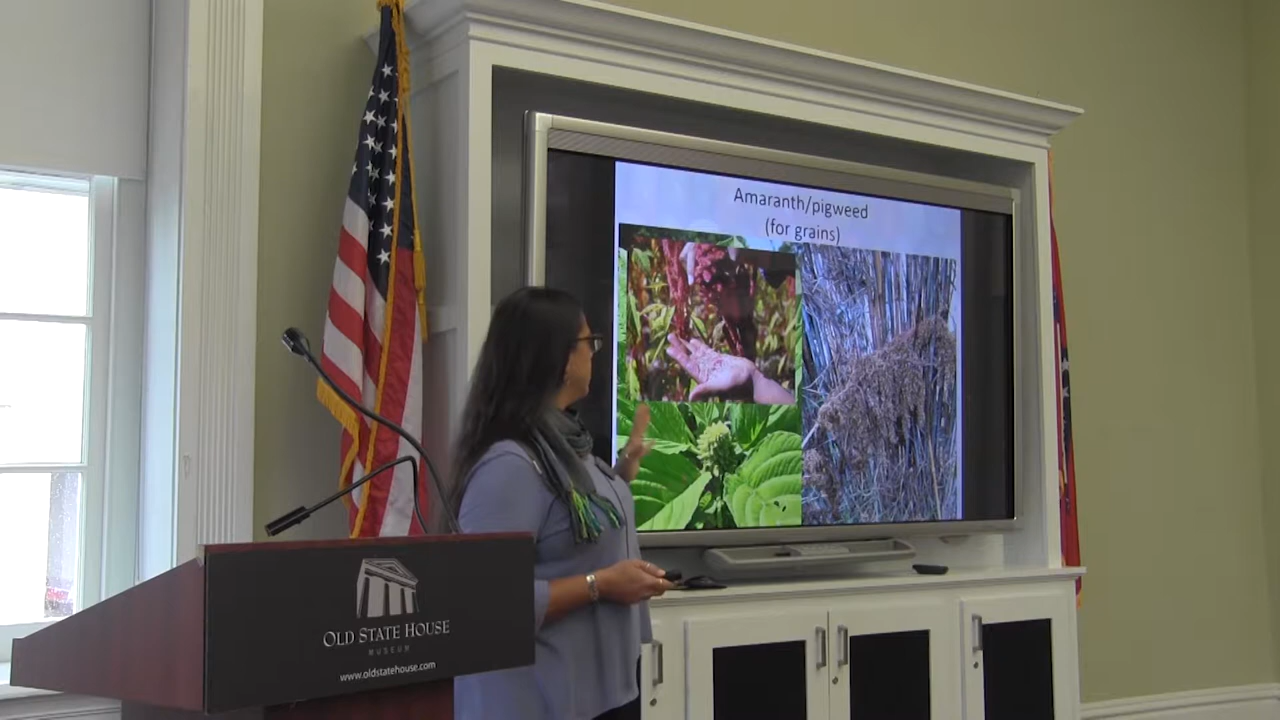 Amaranth/pigweed
(for grains)
OLD STATE HOUSE
MUSEUM
www.oldstatehouse.com